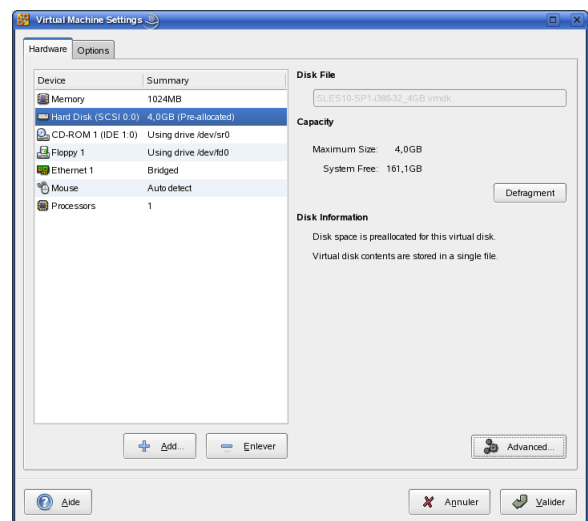 Virtual Machine Settings
Hardware Options
Device Summary
Memory 1024MB
Hard Disk (SCSI 0:0) 4,0GB (Pre-allocated)
CD-ROM 1 (IDE 1:0) Using drive /dev/sr0
Floppy 1 Using drive /dev/fd0
Ethernet 1 Bridged
Mouse Auto detect
Processors 1
Add... Enlever
Disk File
SLES10-SP1-i386-32_4GB.vmdk
Capacity
Maximum Size: 4,0GB
System Free: 161,1GB
Defragment
Disk Information
Disk space is preallocated for this virtual disk.
Virtual disk contents are stored in a single file.
Advanced...
Aide Annuler Valider